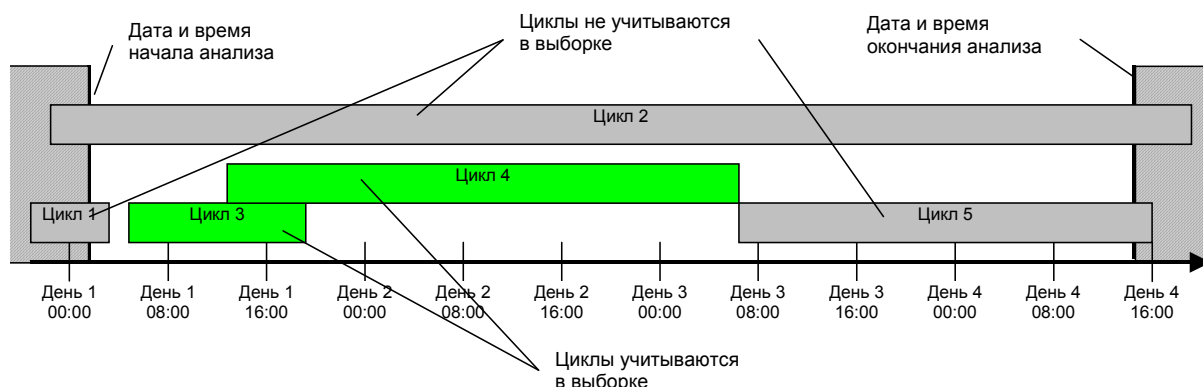 Дата и время
начала анализа
Циклы не учитываются
в выборке
Дата и время
окончания анализа
Цикл 2
Цикл 4
Цикл 1
Цикл 3
Цикл 5
День 1
00:00
День 1
08:00
День 1
16:00
День 2
00:00
День 2
08:00
День 2
16:00
День 3
00:00
День 3
08:00
День 3
16:00
День 4
00:00
День 4
08:00
День 4
16:00
Циклы учитываются
в выборке